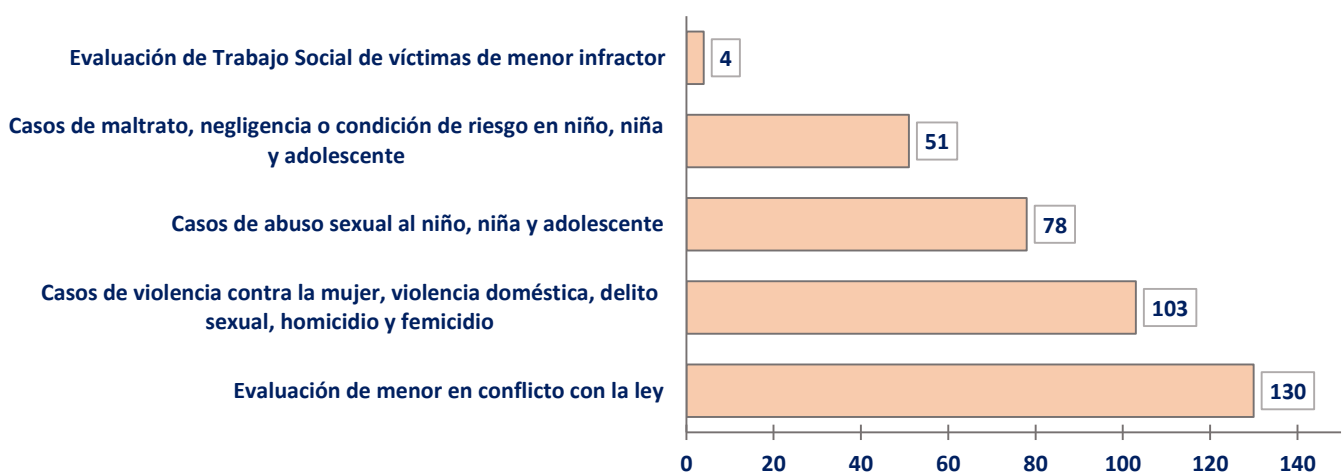 Evaluación de Trabajo Social de víctimas de menor infractor
4
Casos de maltrato, negligencia o condición de riesgo en niño, niña
y adolescente
51
Casos de abuso sexual al niño, niña y adolescente
78
Casos de violencia contra la mujer, violencia doméstica, delito
sexual, homicidio y femicidio
103
Evaluación de menor en conflicto con la ley
130
0 20 40 60 80 100 120 140